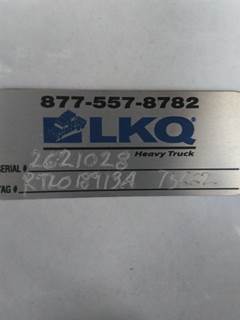 877-557-8782
LKQ
Heavy Truck
SERIAL # 2621028
TAG # RTLO18913A